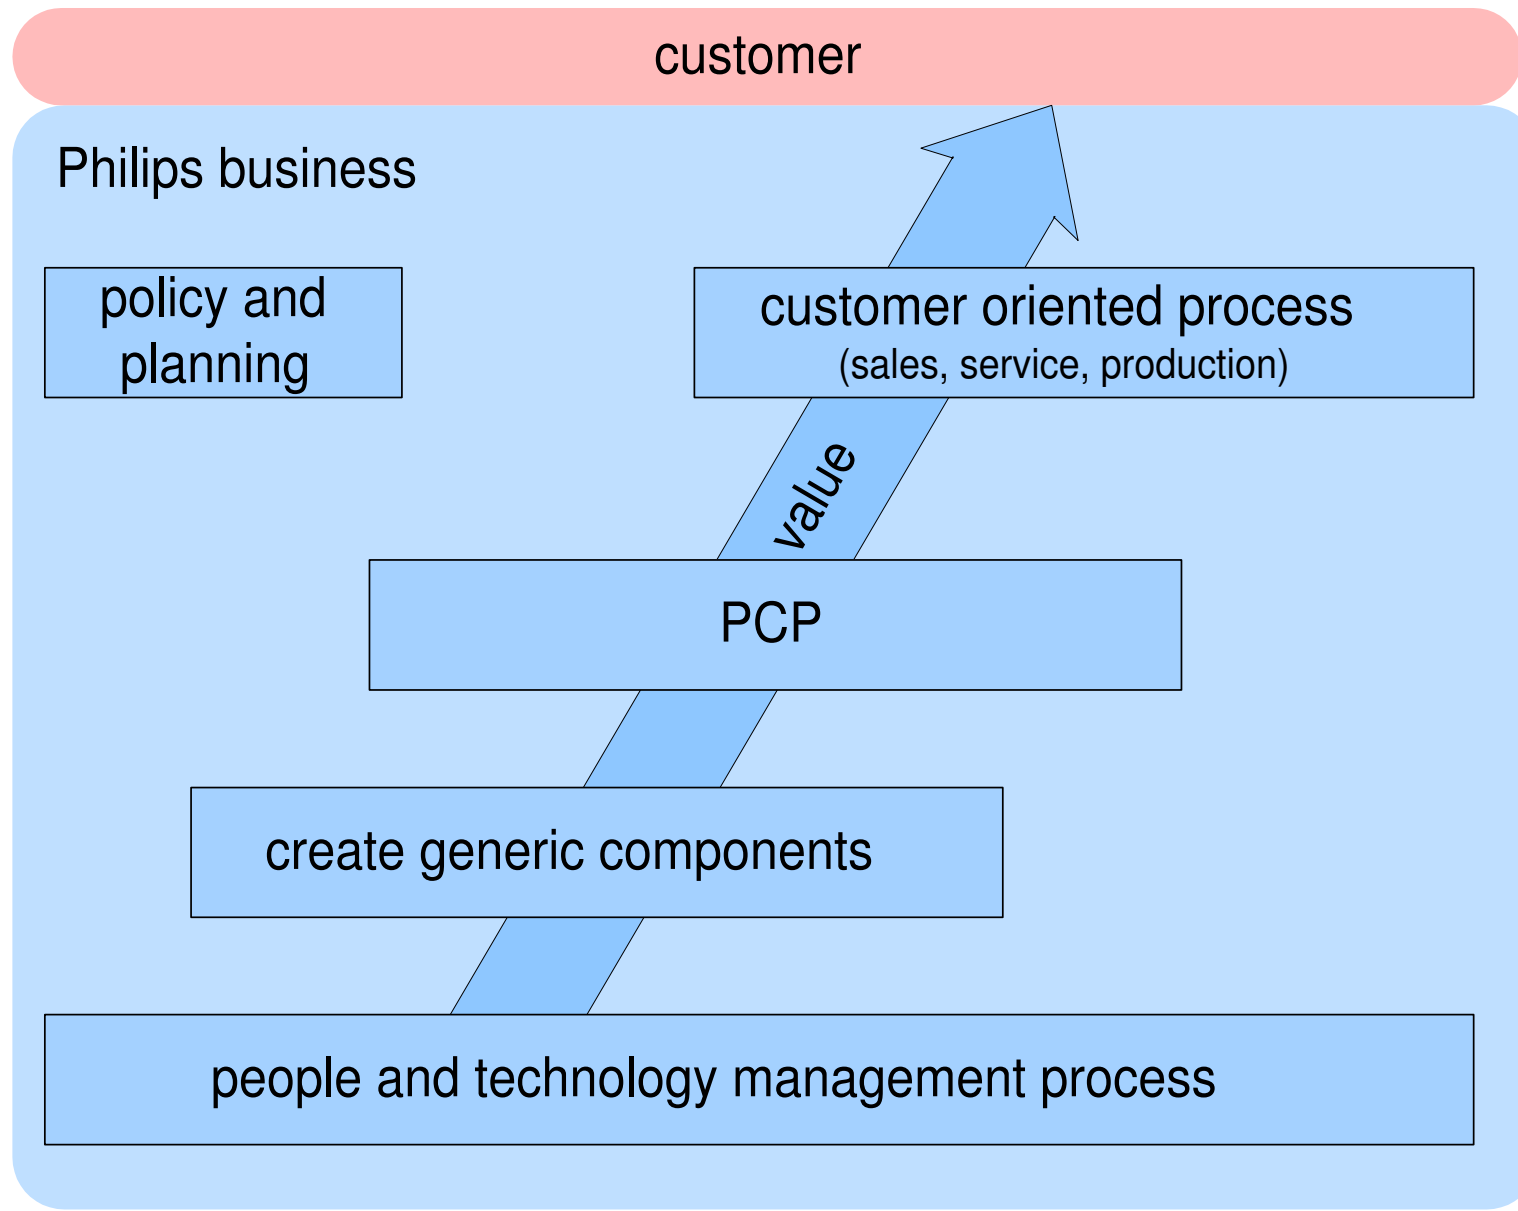 customer
Philips business
policy and
planning
customer oriented process
(sales, service, production)
value
PCP
create generic components
people and technology management process